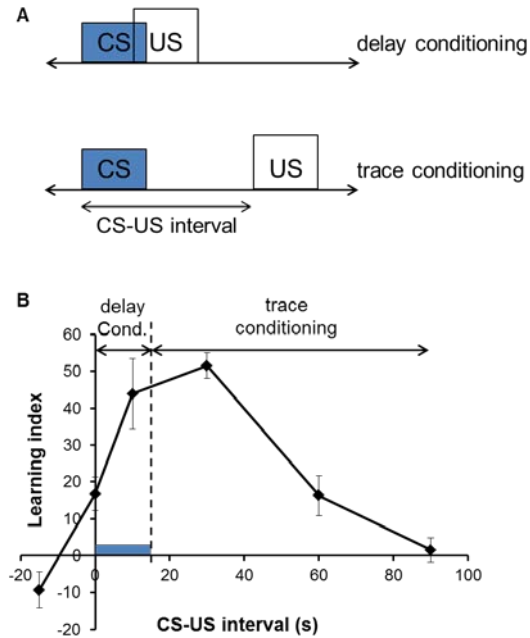 A
CS US
delay conditioning
CS
US
trace conditioning
CS-US interval
B
delay
Cond.
trace
conditioning
Learning index
60
50
40
30
20
10
0
-10
-20
-20 0 20 40 60 80 100
CS-US interval (s)